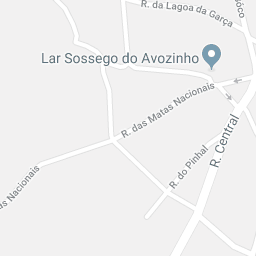 R. da Lagoa da Garça
Lar Sossego do Avozinho
R. das Matas Nacionais
R. Central
R. do Pinhal
as Nacionais